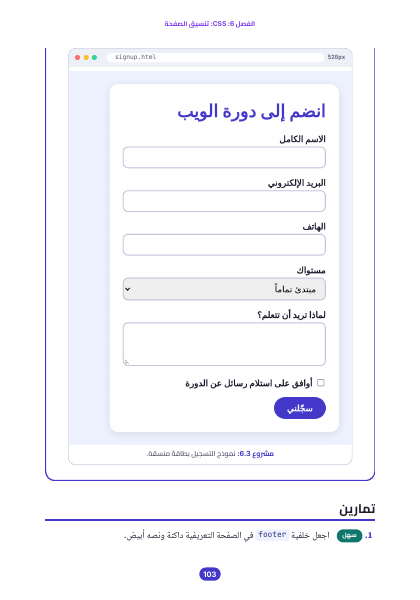 الفصل 6: CSS: تنسيق الصفحة
signup.html 520px
انضم إلى دورة الويب
الاسم الكامل
البريد الإلكتروني
الهاتف
مستواك
مبتدئ تماماً
لماذا تريد أن تتعلم؟
أوافق على استلام رسائل عن الدورة
سجّلني
مشروع 6.3: نموذج التسجيل بطاقة منسقة.
تمارين
1. سهل اجعل خلفية footer في الصفحة التعريفية داكنة ونصه أبيض.
103